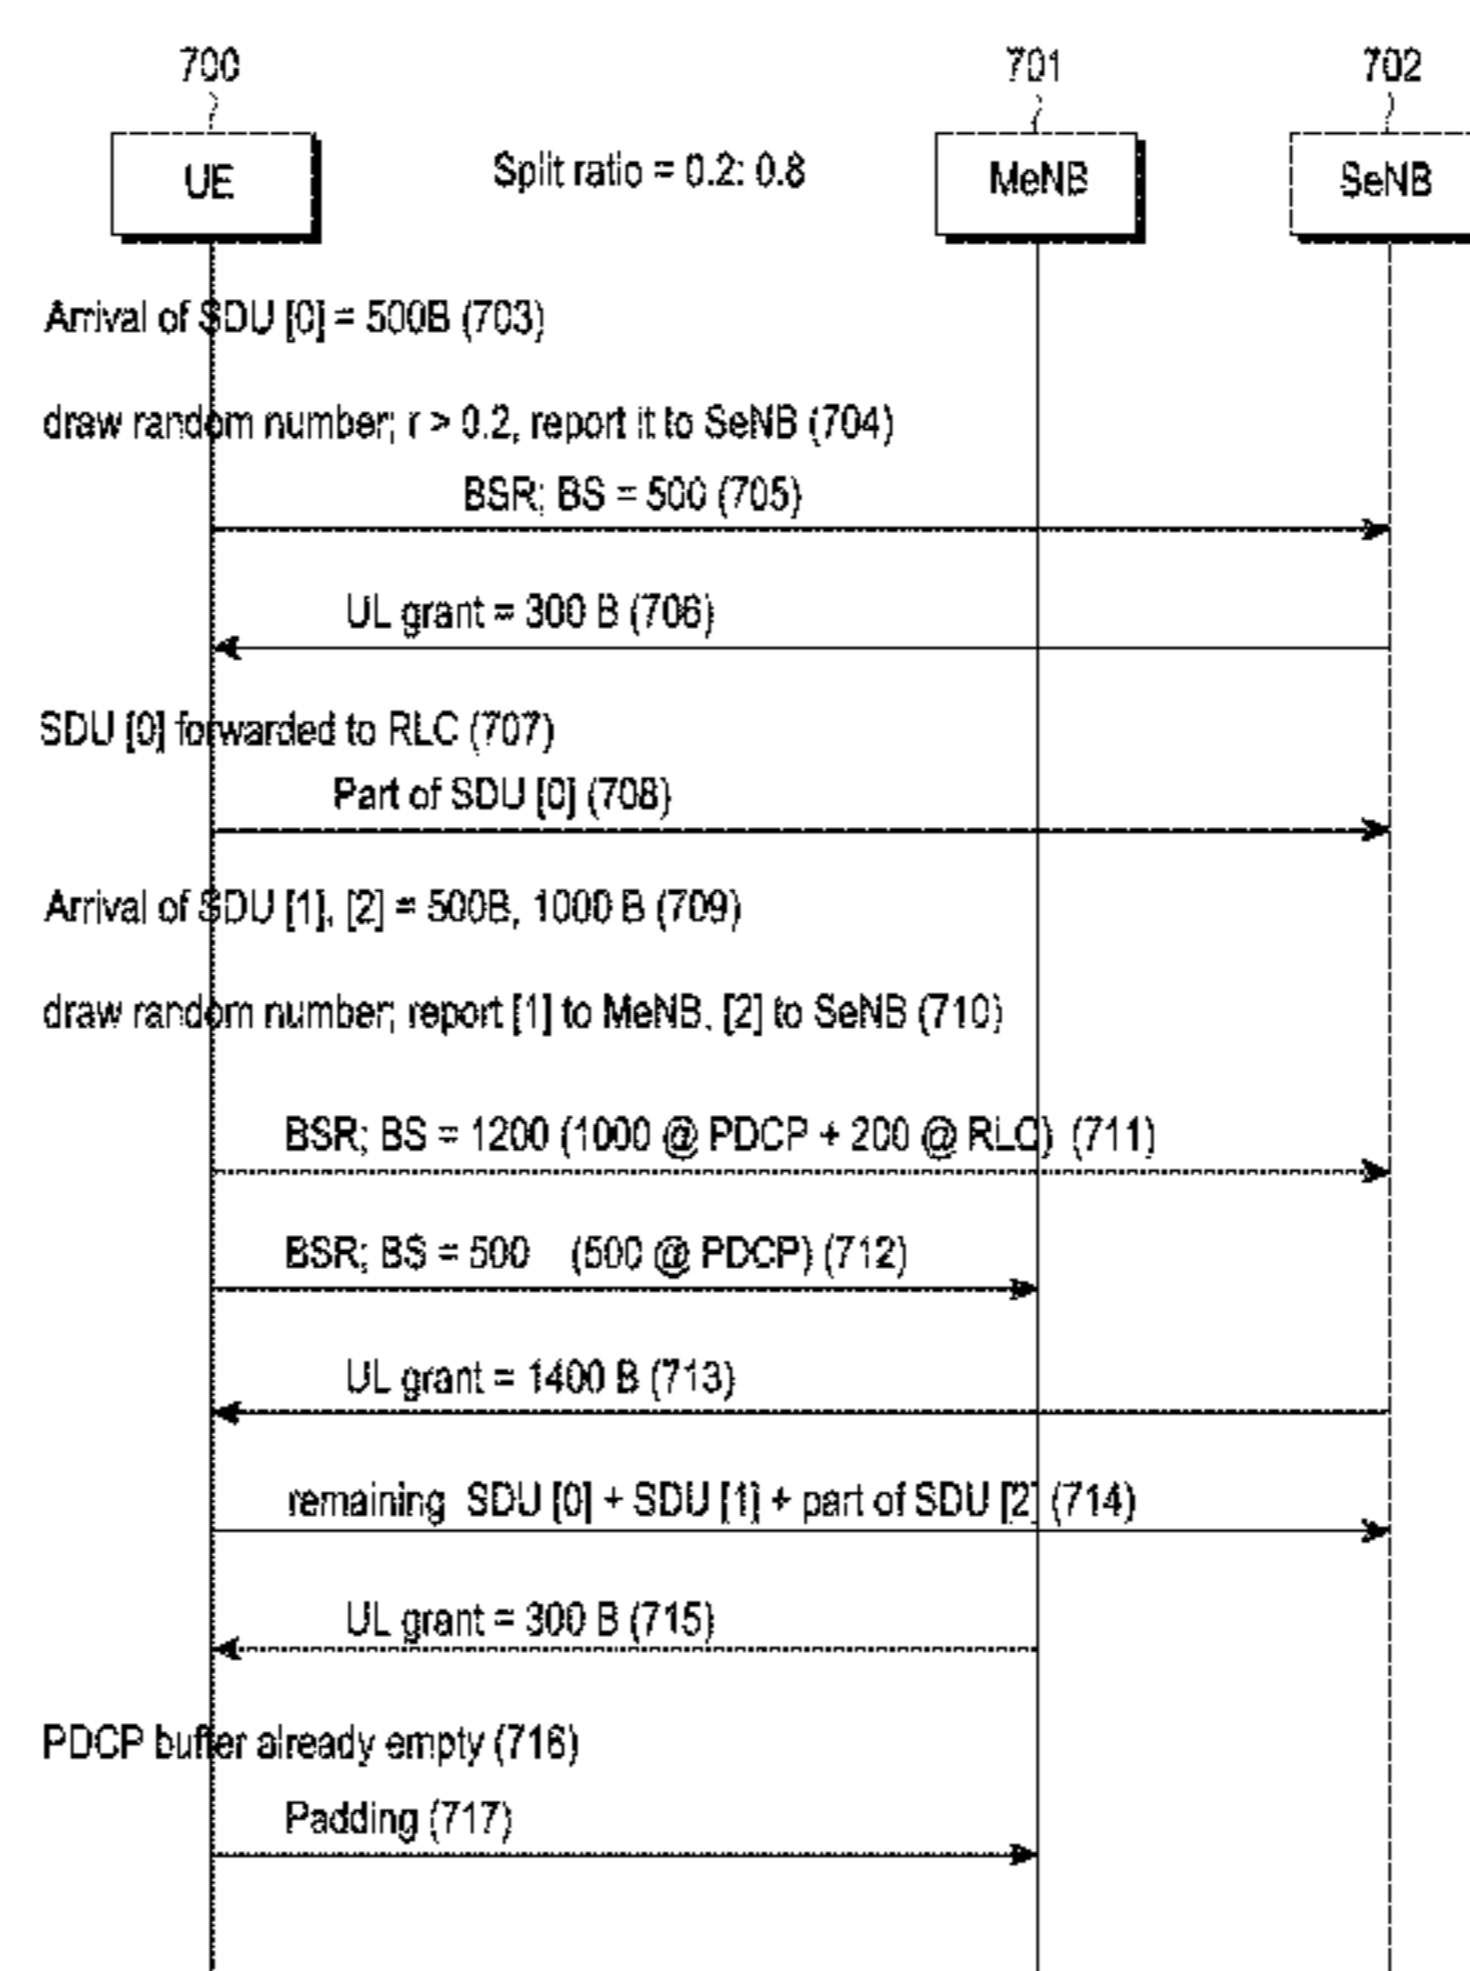 700 701 702
UE Split ratio = 0.2: 0.8 MeNB SeNB
Arrival of SDU [0] = 500B (703)
draw random number; r > 0.2, report it to SeNB (704)
BSR; BS = 500 (705)
UL grant = 300 B (706)
SDU [0] forwarded to RLC (707)
Part of SDU [0] (708)
Arrival of SDU [1], [2] = 500B, 1000 B (709)
draw random number; report [1] to MeNB, [2] to SeNB (710)
BSR; BS = 1200 (1000 @ PDCP + 200 @ RLC) (711)
BSR; BS = 500 (500 @ PDCP) (712)
UL grant = 1400 B (713)
remaining SDU [0] + SDU [1] + part of SDU [2] (714)
UL grant = 300 B (715)
PDCP buffer already empty (716)
Padding (717)